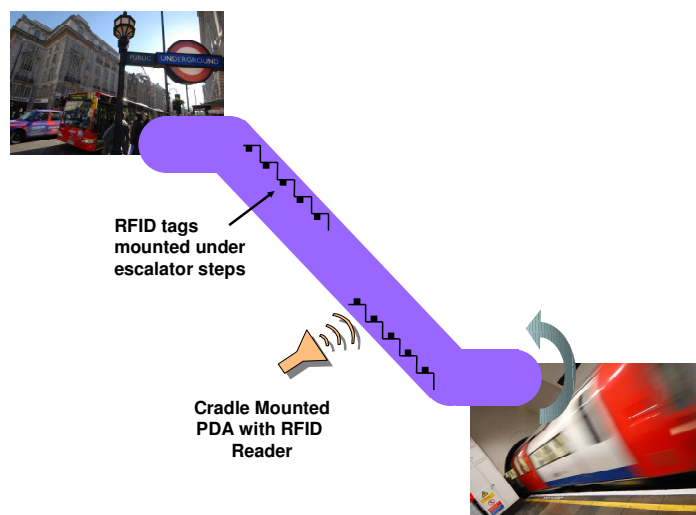 PUBLIC UNDERGROUND
RFID tags
mounted under
escalator steps
Cradle Mounted
PDA with RFID
Reader